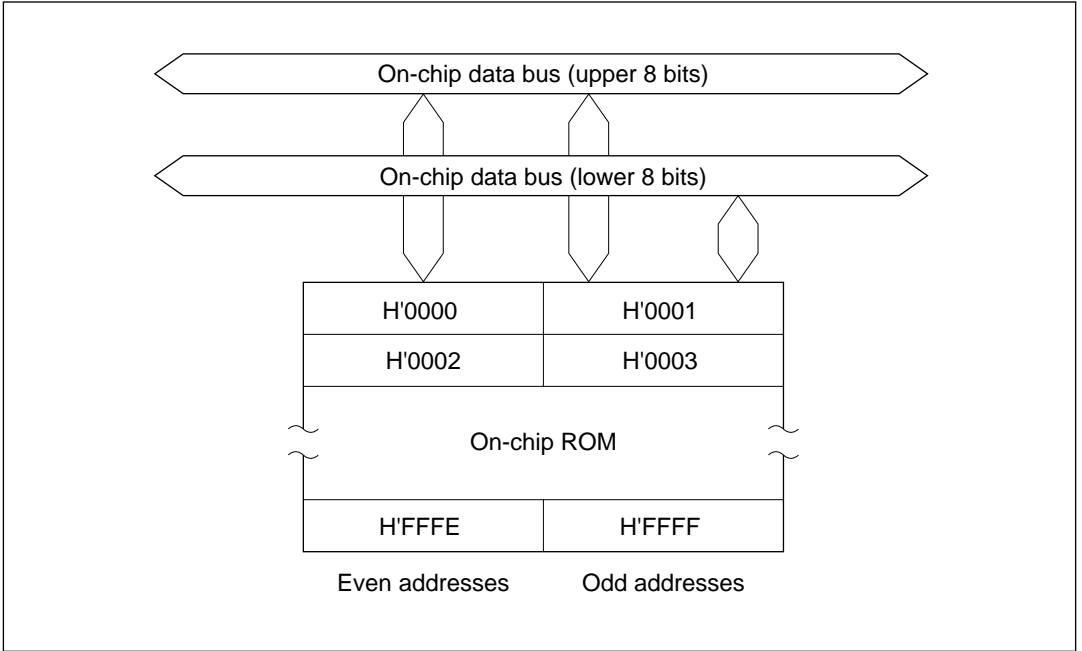 On-chip data bus (upper 8 bits)
On-chip data bus (lower 8 bits)
H'0000 H'0001
H'0002 H'0003
On-chip ROM
H'FFFE H'FFFF
Even addresses Odd addresses